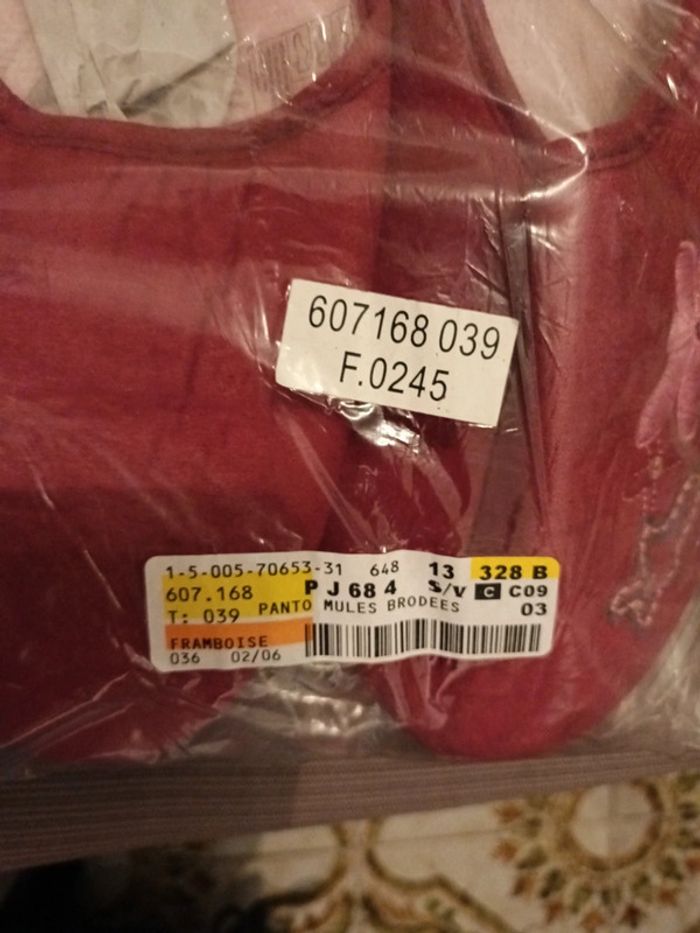 607168 039
F.0245
1-5-005-70653-31 648 13 328 B
607.168 P J 68 4 S/V C C09
T: 039 PANTO MULES BRODEES 03
FRAMBOISE
036 02/06